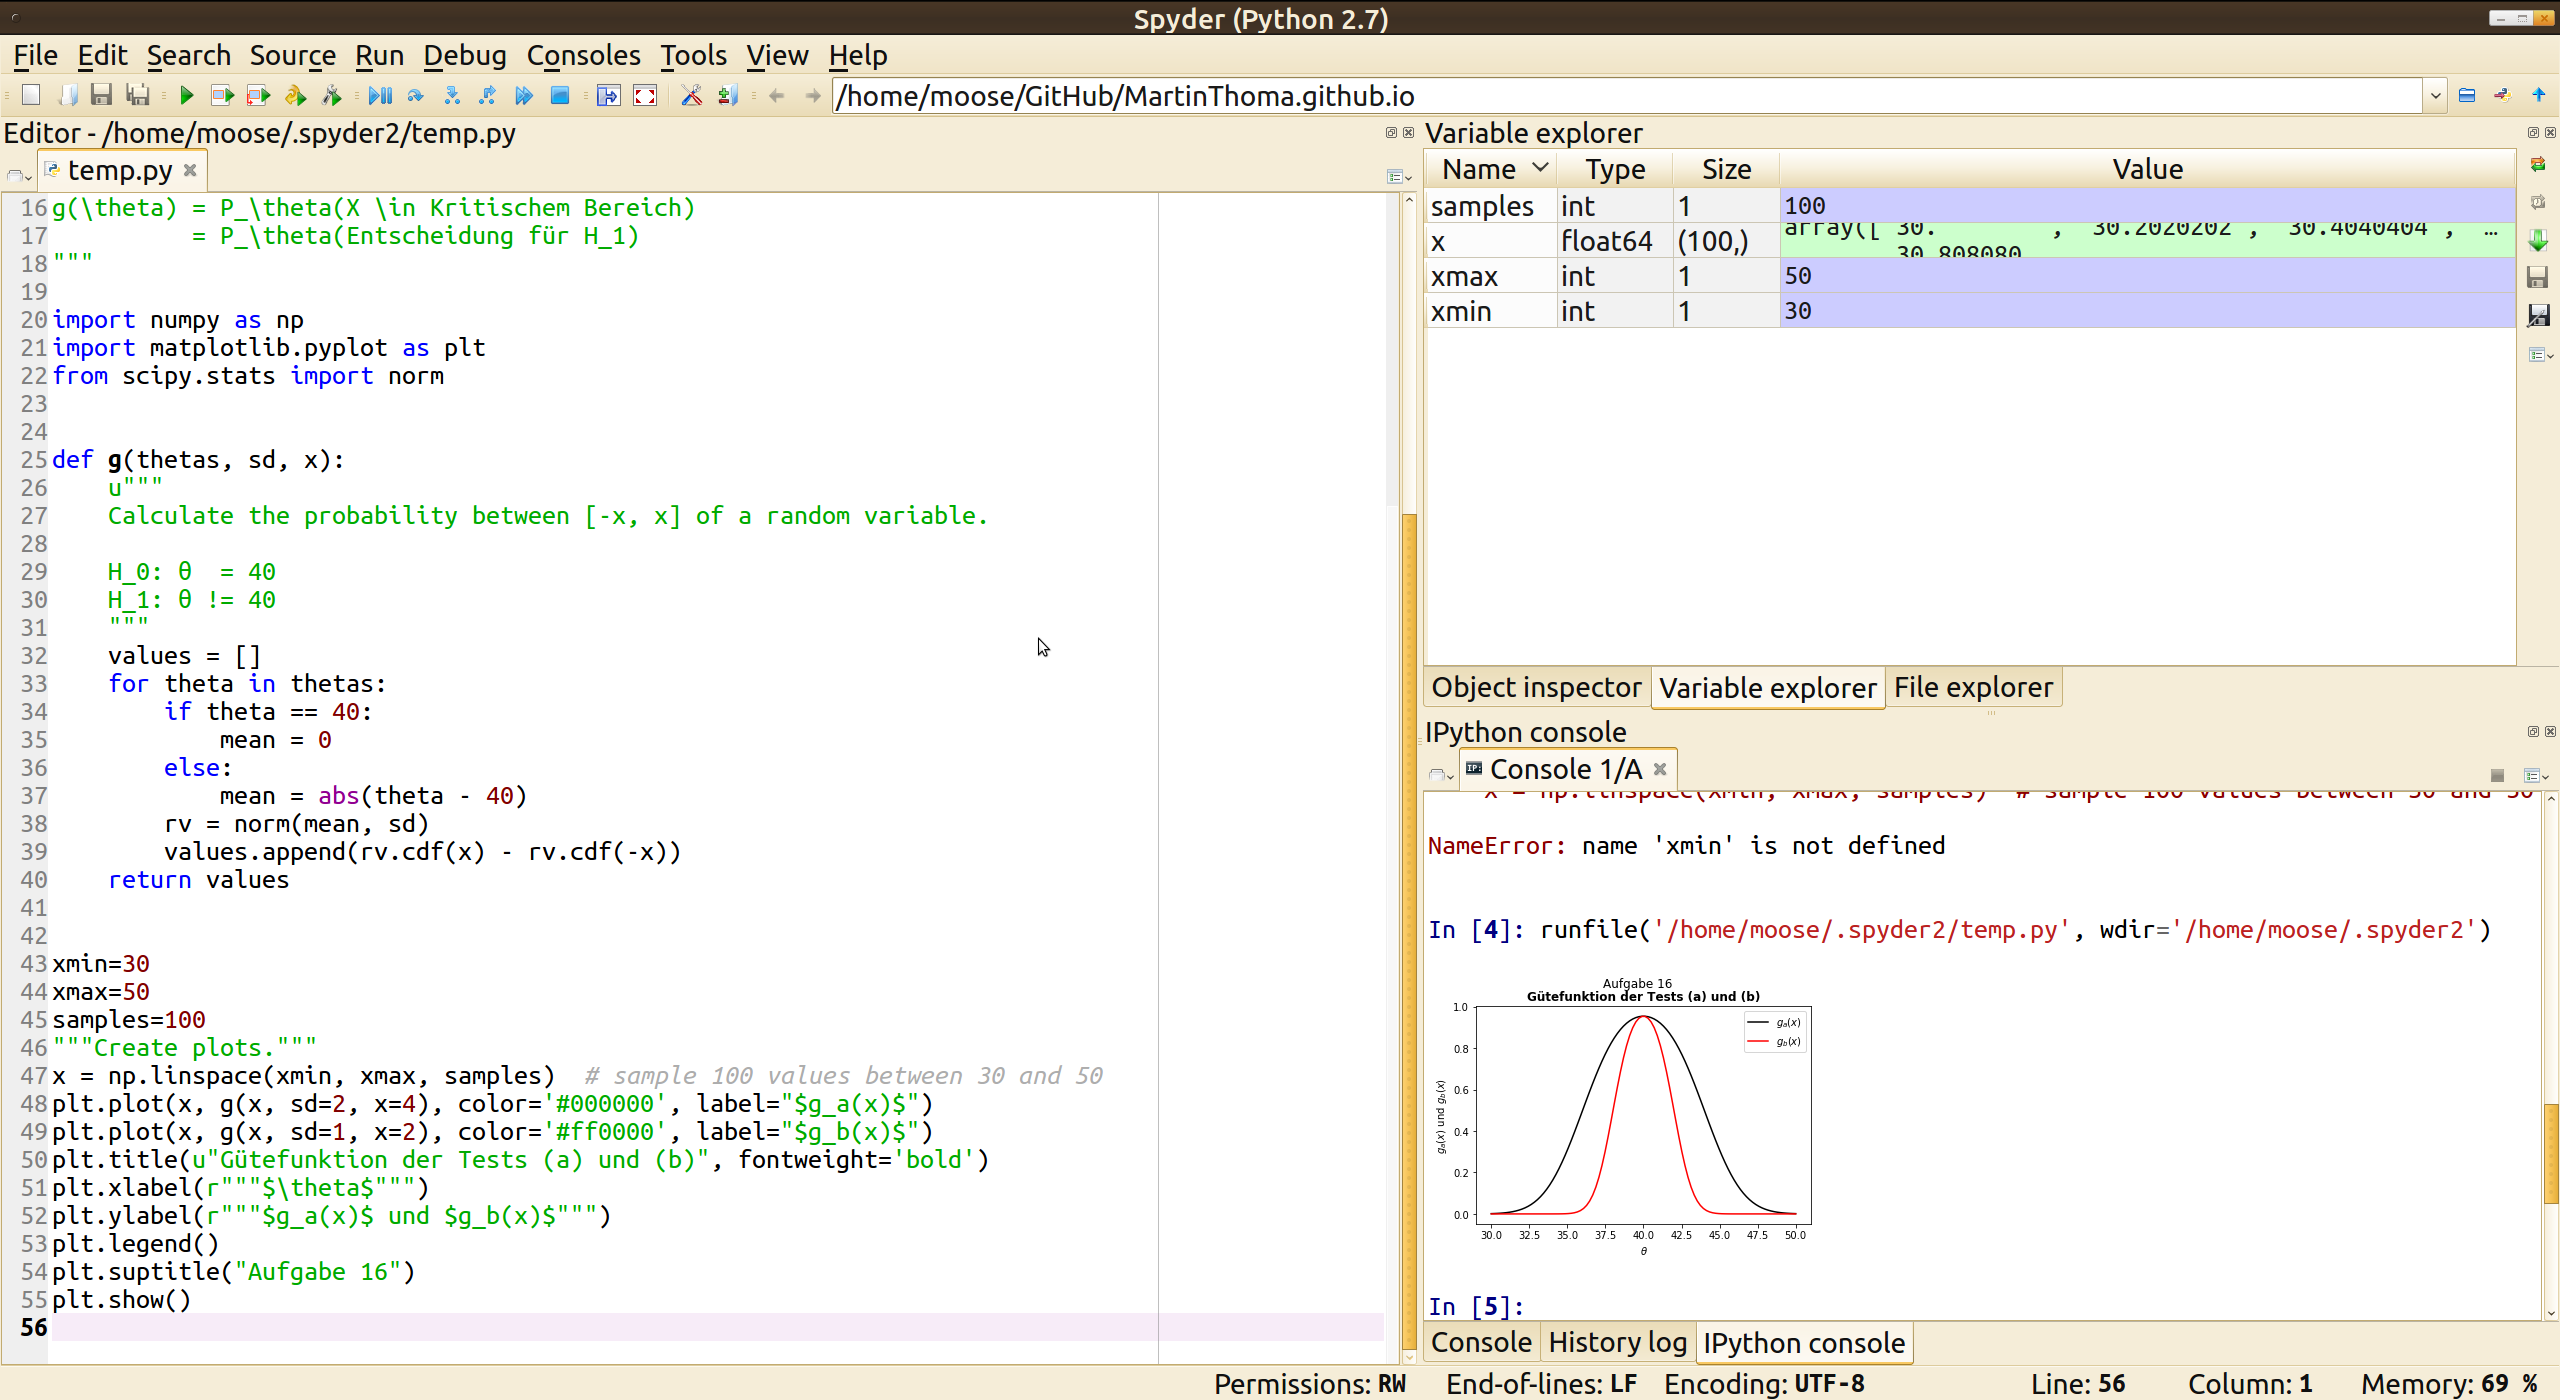 Spyder (Python 2.7)
File Edit Search Source Run Debug Consoles Tools View Help
/home/moose/GitHub/MartinThoma.github.io
Editor - /home/moose/.spyder2/temp.py
temp.py
16 g(\theta) = P_\theta(X \in Kritischem Bereich)
17           = P_\theta(Entscheidung für H_1)
18 """
19
20 import numpy as np
21 import matplotlib.pyplot as plt
22 from scipy.stats import norm
23
24
25 def g(thetas, sd, x):
26     u"""
27     Calculate the probability between [-x, x] of a random variable.
28
29     H_0: θ  = 40
30     H_1: θ != 40
31     """
32     values = []
33     for theta in thetas:
34         if theta == 40:
35             mean = 0
36         else:
37             mean = abs(theta - 40)
38         rv = norm(mean, sd)
39         values.append(rv.cdf(x) - rv.cdf(-x))
40     return values
41
42
43 xmin=30
44 xmax=50
45 samples=100
46 """Create plots."""
47 x = np.linspace(xmin, xmax, samples)  # sample 100 values between 30 and 50
48 plt.plot(x, g(x, sd=2, x=4), color='#000000', label="$g_a(x)$")
49 plt.plot(x, g(x, sd=1, x=2), color='#ff0000', label="$g_b(x)$")
50 plt.title(u"Gütefunktion der Tests (a) und (b)", fontweight='bold')
51 plt.xlabel(r"""$\theta$""")
52 plt.ylabel(r"""$g_a(x)$ und $g_b(x)$""")
53 plt.legend()
54 plt.suptitle("Aufgabe 16")
55 plt.show()
56
Variable explorer
Name Type Size Value
samples int 1 100
x float64 (100,) array([ 30.        ,  30.2020202 ,  30.4040404 , …
30.808080
xmax int 1 50
xmin int 1 30
Object inspector Variable explorer File explorer
IPython console
IP: Console 1/A
x = np.linspace(xmin, xmax, samples)  # sample 100 values between 30 and 50
NameError: name 'xmin' is not defined
In [4]: runfile('/home/moose/.spyder2/temp.py', wdir='/home/moose/.spyder2')
Aufgabe 16
Gütefunktion der Tests (a) und (b)
1.0
0.8
0.6
0.4
0.2
0.0
gₐ(x) und g_b(x)
gₐ(x)
g_b(x)
30.0 32.5 35.0 37.5 40.0 42.5 45.0 47.5 50.0
θ
In [5]:
Console History log IPython console
Permissions: RW End-of-lines: LF Encoding: UTF-8 Line: 56 Column: 1 Memory: 69 %